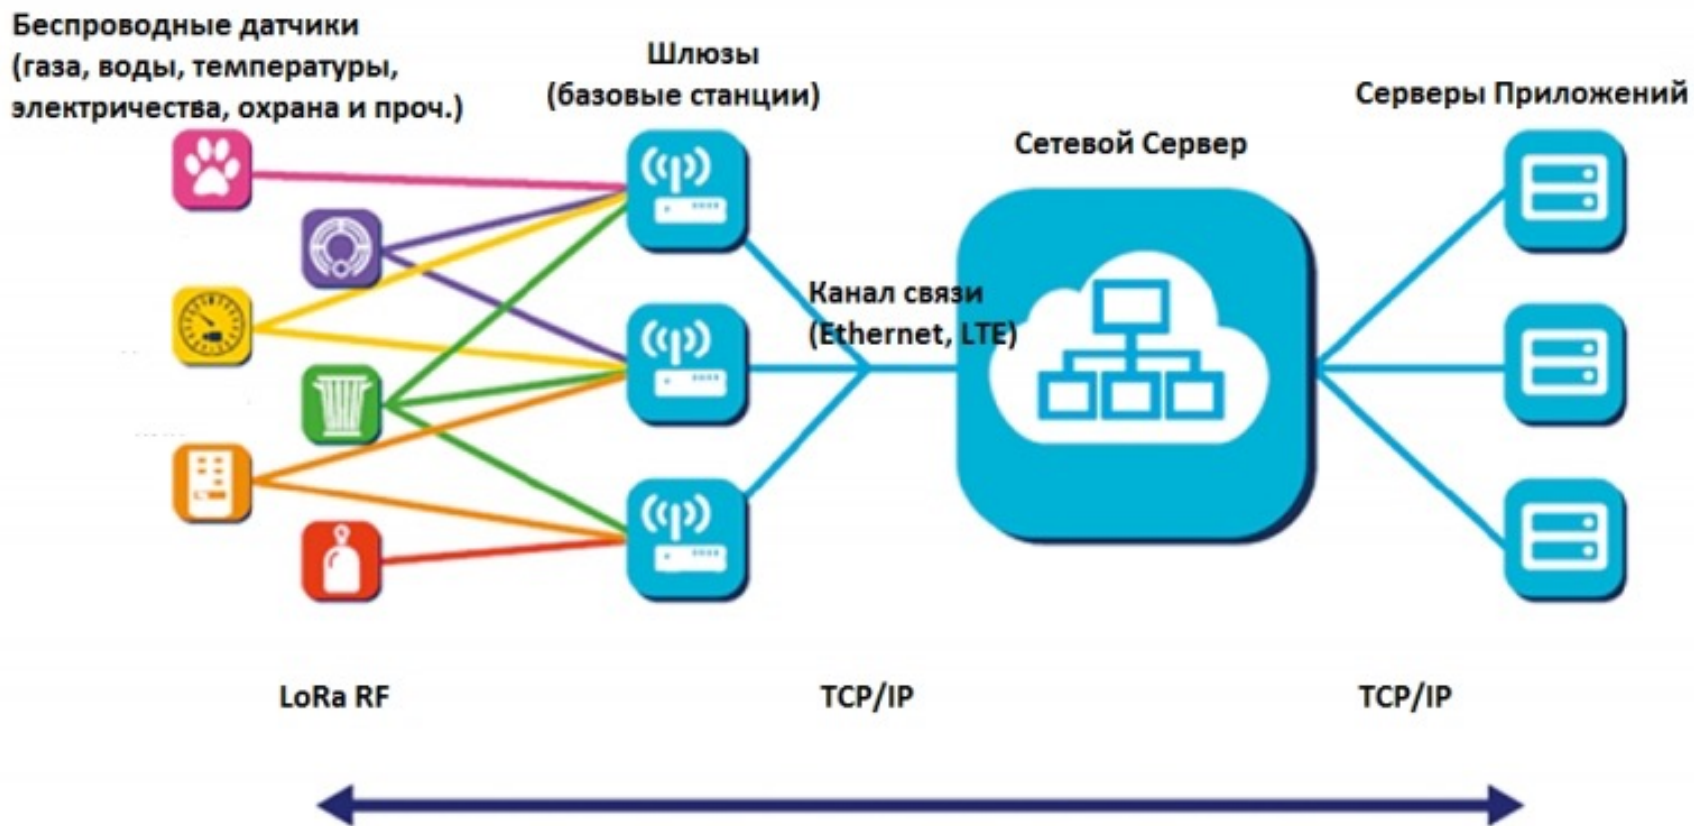 Беспроводные датчики
(газа, воды, температуры,
электричества, охрана и проч.)
Шлюзы
(базовые станции)
Сетевой Сервер
Серверы Приложений
Канал связи
(Ethernet, LTE)
LoRa RF
TCP/IP
TCP/IP